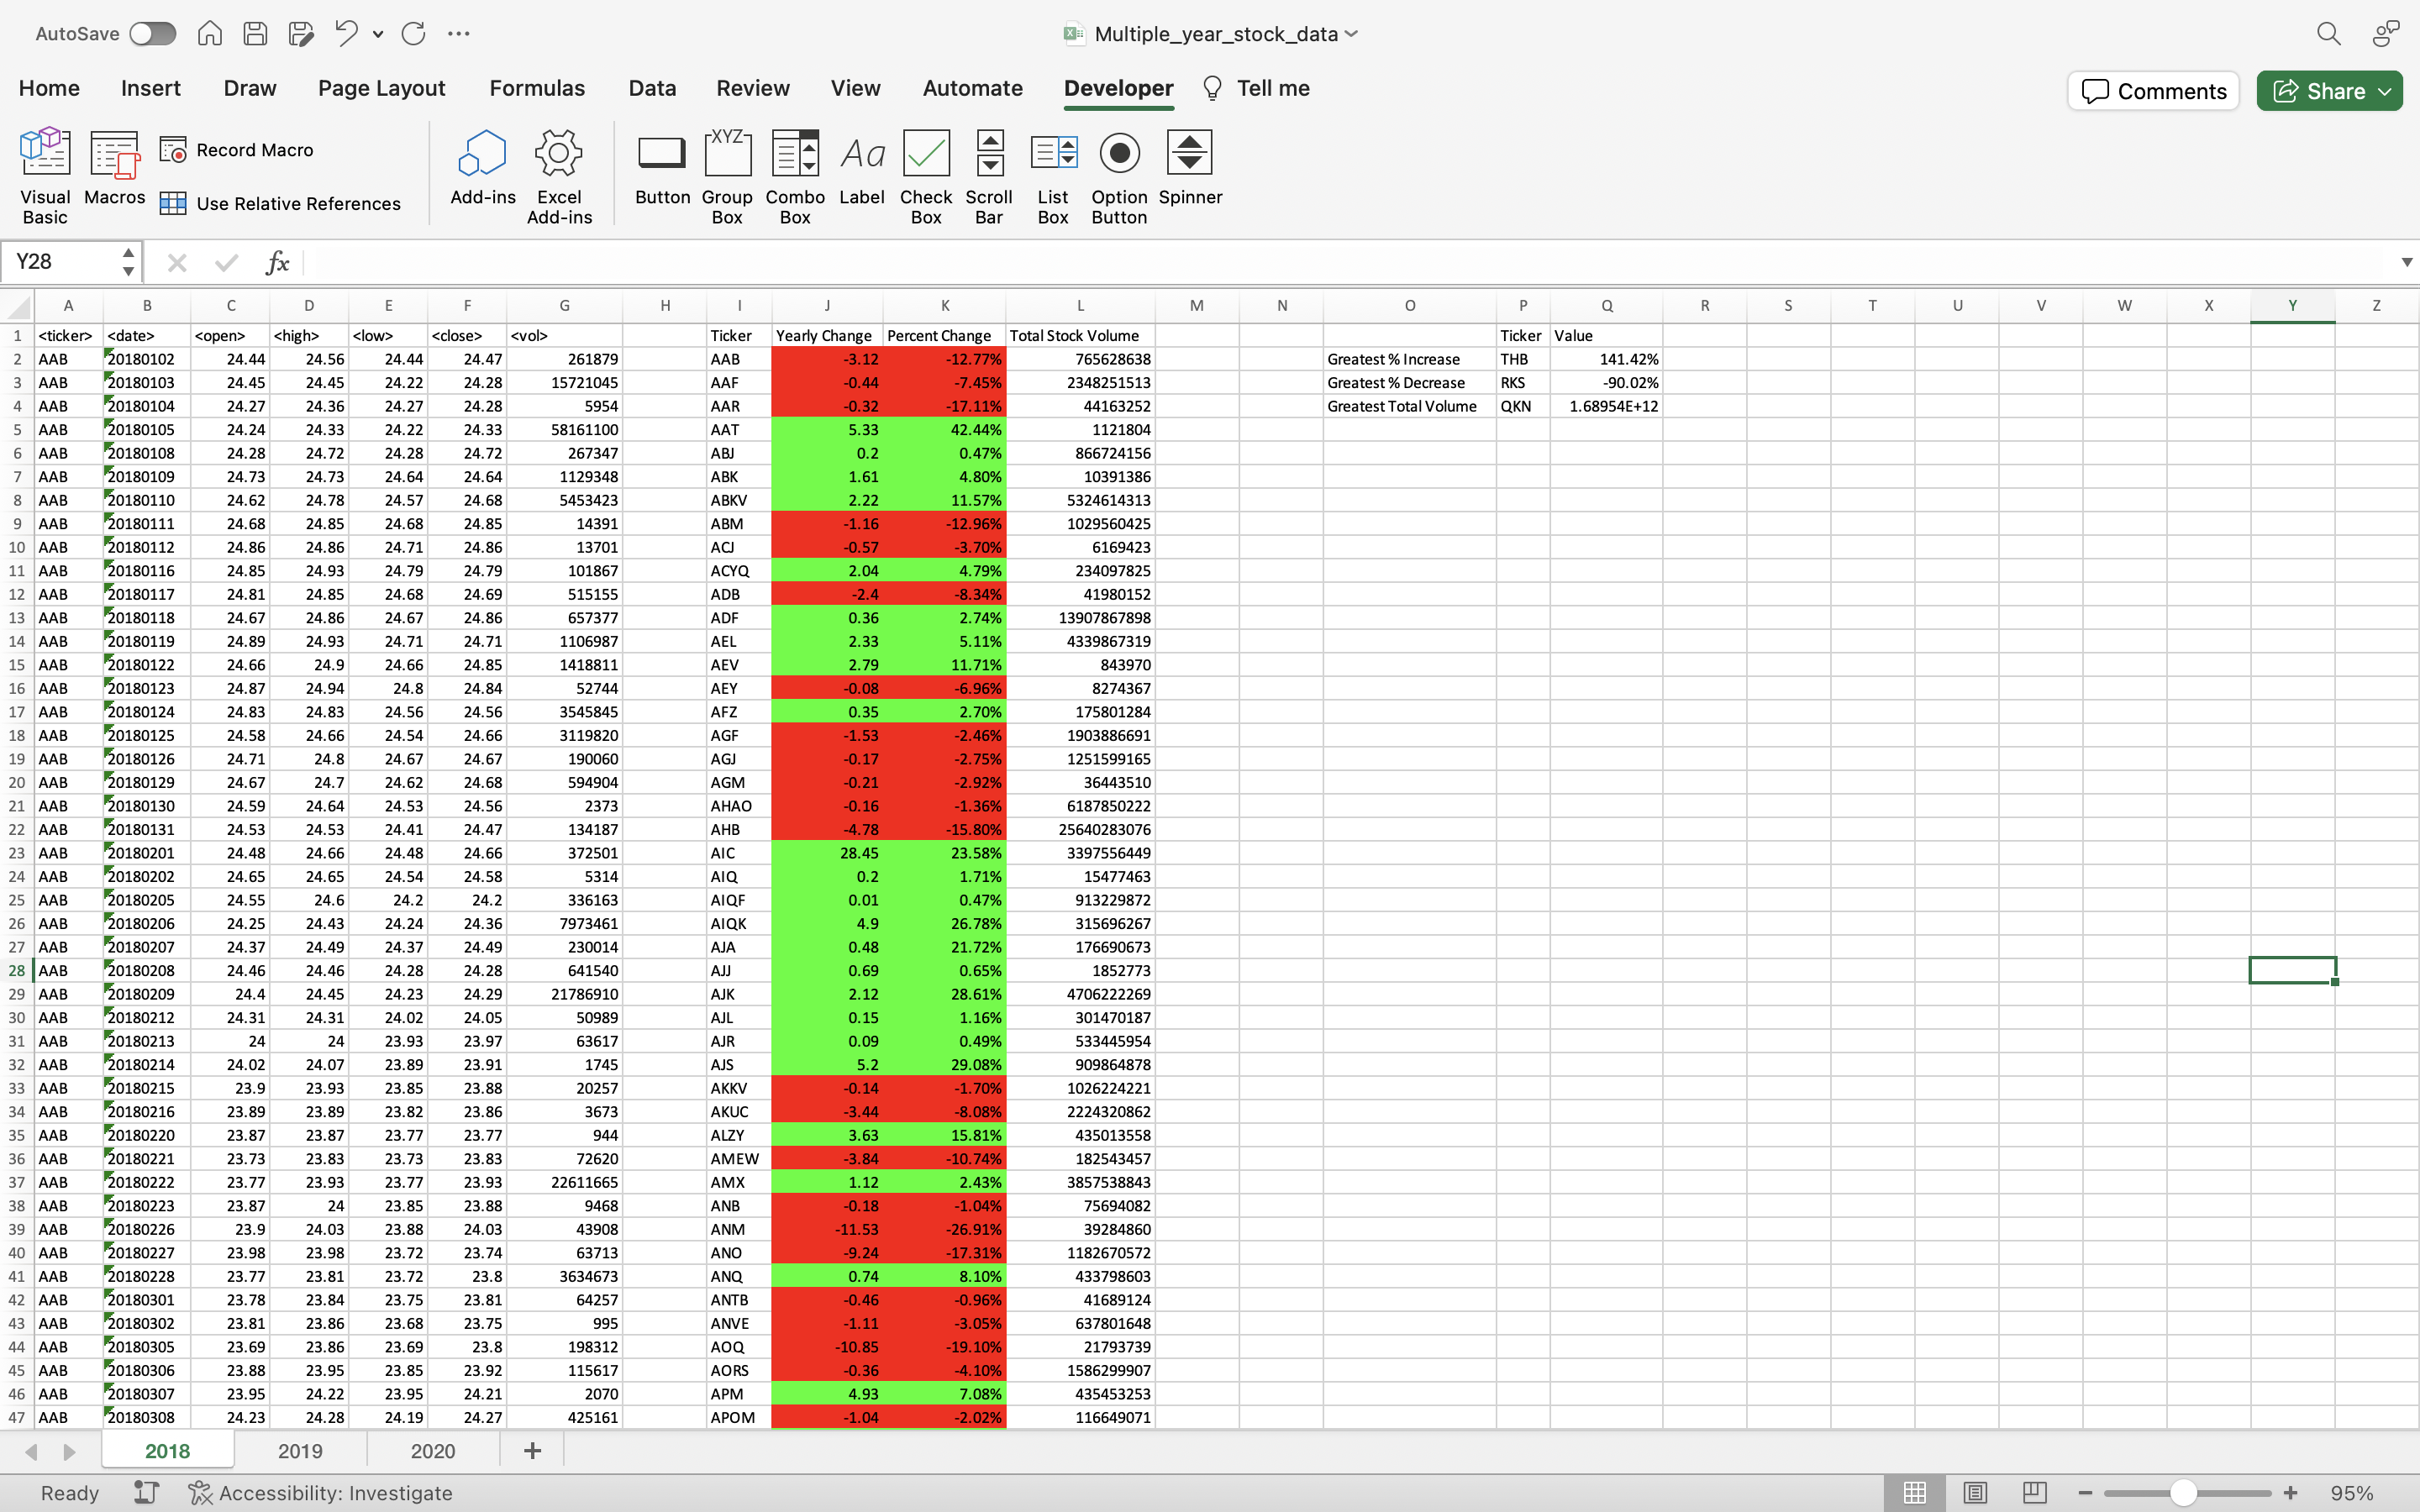 AutoSave
Multiple_year_stock_data
Home Insert Draw Page Layout Formulas Data Review View Automate Developer Tell me Comments Share
Visual Basic Macros Record Macro Use Relative References Add-ins Excel Add-ins XYZ Aa Button Group Box Combo Box Label Check Box Scroll Bar List Box Option Button Spinner
Y28 fx
A B C D E F G H I J K L M N O P Q R S T U V W X Y Z
1 <ticker> <date> <open> <high> <low> <close> <vol> Ticker Yearly Change Percent Change Total Stock Volume Ticker Value
2 AAB 20180102 24.44 24.56 24.44 24.47 261879 AAB -3.12 -12.77% 765628638 Greatest % Increase THB 141.42%
3 AAB 20180103 24.45 24.45 24.22 24.28 15721045 AAF -0.44 -7.45% 2348251513 Greatest % Decrease RKS -90.02%
4 AAB 20180104 24.27 24.36 24.27 24.28 5954 AAR -0.32 -17.11% 44163252 Greatest Total Volume QKN 1.68954E+12
5 AAB 20180105 24.24 24.33 24.22 24.33 58161100 AAT 5.33 42.44% 1121804
6 AAB 20180108 24.28 24.72 24.28 24.72 267347 ABJ 0.2 0.47% 866724156
7 AAB 20180109 24.73 24.73 24.64 24.64 1129348 ABK 1.61 4.80% 10391386
8 AAB 20180110 24.62 24.78 24.57 24.68 5453423 ABKV 2.22 11.57% 5324614313
9 AAB 20180111 24.68 24.85 24.68 24.85 14391 ABM -1.16 -12.96% 1029560425
10 AAB 20180112 24.86 24.86 24.71 24.86 13701 ACJ -0.57 -3.70% 6169423
11 AAB 20180116 24.85 24.93 24.79 24.79 101867 ACYQ 2.04 4.79% 234097825
12 AAB 20180117 24.81 24.85 24.68 24.69 515155 ADB -2.4 -8.34% 41980152
13 AAB 20180118 24.67 24.86 24.67 24.86 657377 ADF 0.36 2.74% 13907867898
14 AAB 20180119 24.89 24.93 24.71 24.71 1106987 AEL 2.33 5.11% 4339867319
15 AAB 20180122 24.66 24.9 24.66 24.85 1418811 AEV 2.79 11.71% 843970
16 AAB 20180123 24.87 24.94 24.8 24.84 52744 AEY -0.08 -6.96% 8274367
17 AAB 20180124 24.83 24.83 24.56 24.56 3545845 AFZ 0.35 2.70% 175801284
18 AAB 20180125 24.58 24.66 24.54 24.66 3119820 AGF -1.53 -2.46% 1903886691
19 AAB 20180126 24.71 24.8 24.67 24.67 190060 AGJ -0.17 -2.75% 1251599165
20 AAB 20180129 24.67 24.7 24.62 24.68 594904 AGM -0.21 -2.92% 36443510
21 AAB 20180130 24.59 24.64 24.53 24.56 2373 AHAO -0.16 -1.36% 6187850222
22 AAB 20180131 24.53 24.53 24.41 24.47 134187 AHB -4.78 -15.80% 25640283076
23 AAB 20180201 24.48 24.66 24.48 24.66 372501 AIC 28.45 23.58% 3397556449
24 AAB 20180202 24.65 24.65 24.54 24.58 5314 AIQ 0.2 1.71% 15477463
25 AAB 20180205 24.55 24.6 24.2 24.2 336163 AIQF 0.01 0.47% 913229872
26 AAB 20180206 24.25 24.43 24.24 24.36 7973461 AIQK 4.9 26.78% 315696267
27 AAB 20180207 24.37 24.49 24.37 24.49 230014 AJA 0.48 21.72% 176690673
28 AAB 20180208 24.46 24.46 24.28 24.28 641540 AJJ 0.69 0.65% 1852773
29 AAB 20180209 24.4 24.45 24.23 24.29 21786910 AJK 2.12 28.61% 4706222269
30 AAB 20180212 24.31 24.31 24.02 24.05 50989 AJL 0.15 1.16% 301470187
31 AAB 20180213 24 24 23.93 23.97 63617 AJR 0.09 0.49% 533445954
32 AAB 20180214 24.02 24.07 23.89 23.91 1745 AJS 5.2 29.08% 909864878
33 AAB 20180215 23.9 23.93 23.85 23.88 20257 AKKV -0.14 -1.70% 1026224221
34 AAB 20180216 23.89 23.89 23.82 23.86 3673 AKUC -3.44 -8.08% 2224320862
35 AAB 20180220 23.87 23.87 23.77 23.77 944 ALZY 3.63 15.81% 435013558
36 AAB 20180221 23.73 23.83 23.73 23.83 72620 AMEW -3.84 -10.74% 182543457
37 AAB 20180222 23.77 23.93 23.77 23.93 22611665 AMX 1.12 2.43% 3857538843
38 AAB 20180223 23.87 24 23.85 23.88 9468 ANB -0.18 -1.04% 75694082
39 AAB 20180226 23.9 24.03 23.88 24.03 43908 ANM -11.53 -26.91% 39284860
40 AAB 20180227 23.98 23.98 23.72 23.74 63713 ANO -9.24 -17.31% 1182670572
41 AAB 20180228 23.77 23.81 23.72 23.8 3634673 ANQ 0.74 8.10% 433798603
42 AAB 20180301 23.78 23.84 23.75 23.81 64257 ANTB -0.46 -0.96% 41689124
43 AAB 20180302 23.81 23.86 23.68 23.75 995 ANVE -1.11 -3.05% 637801648
44 AAB 20180305 23.69 23.86 23.69 23.8 198312 AOQ -10.85 -19.10% 21793739
45 AAB 20180306 23.88 23.95 23.85 23.92 115617 AORS -0.36 -4.10% 1586299907
46 AAB 20180307 23.95 24.22 23.95 24.21 2070 APM 4.93 7.08% 435453253
47 AAB 20180308 24.23 24.28 24.19 24.27 425161 APOM -1.04 -2.02% 116649071
2018 2019 2020 +
Ready Accessibility: Investigate 95%